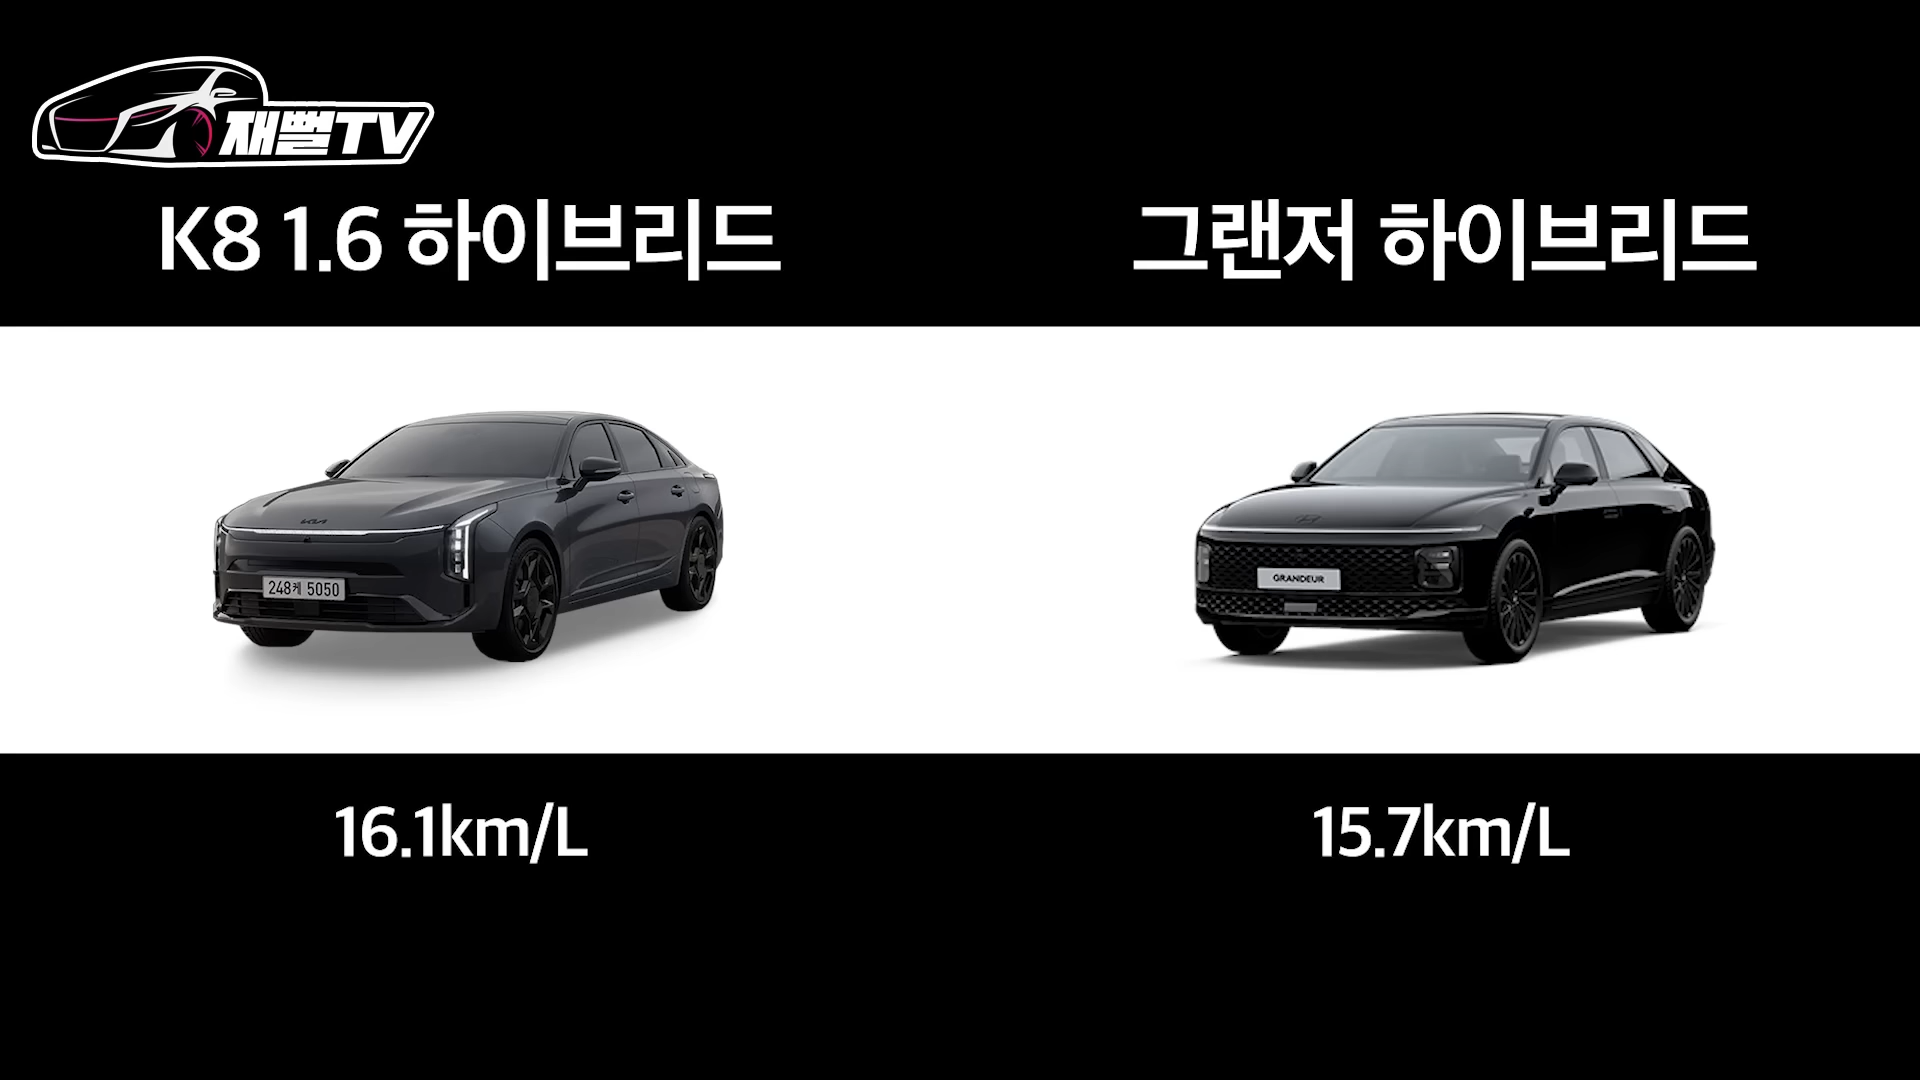 재뻘TV
K8 1.6 하이브리드
그랜저 하이브리드
248케 5050
GRANDEUR
16.1km/L
15.7km/L